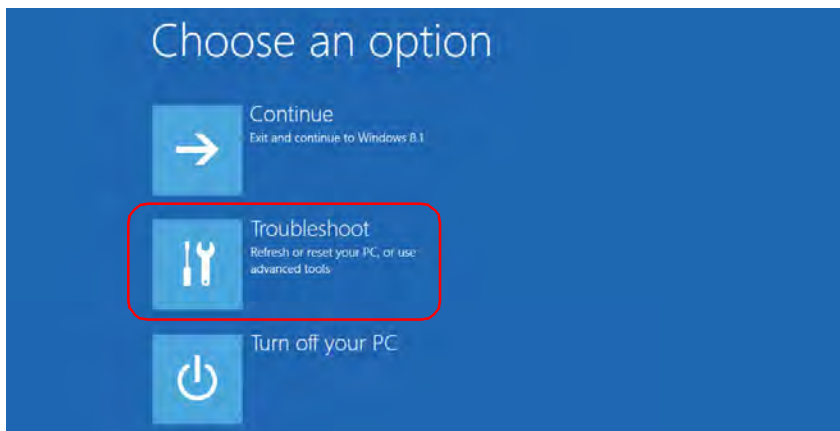 Choose an option
Continue
Exit and continue to Windows 8.1
Troubleshoot
Refresh or reset your PC, or use
advanced tools
Turn off your PC